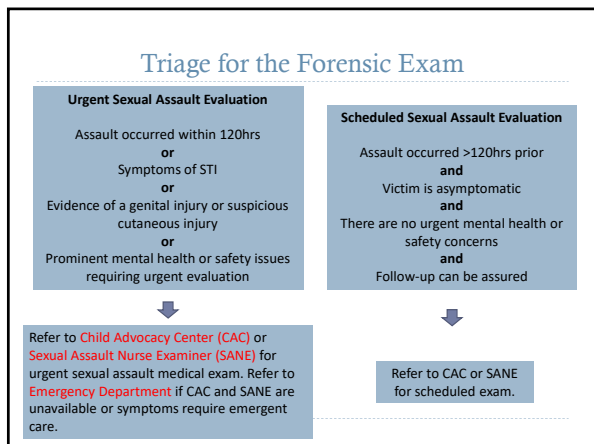 Triage for the Forensic Exam
Urgent Sexual Assault Evaluation
Assault occurred within 120hrs
or
Symptoms of STI
or
Evidence of a genital injury or suspicious
cutaneous injury
or
Prominent mental health or safety issues
requiring urgent evaluation
Refer to Child Advocacy Center (CAC) or
Sexual Assault Nurse Examiner (SANE) for
urgent sexual assault medical exam. Refer to
Emergency Department if CAC and SANE are
unavailable or symptoms require emergent
care.
Scheduled Sexual Assault Evaluation
Assault occurred >120hrs prior
and
Victim is asymptomatic
and
There are no urgent mental health or
safety concerns
and
Follow-up can be assured
Refer to CAC or SANE
for scheduled exam.